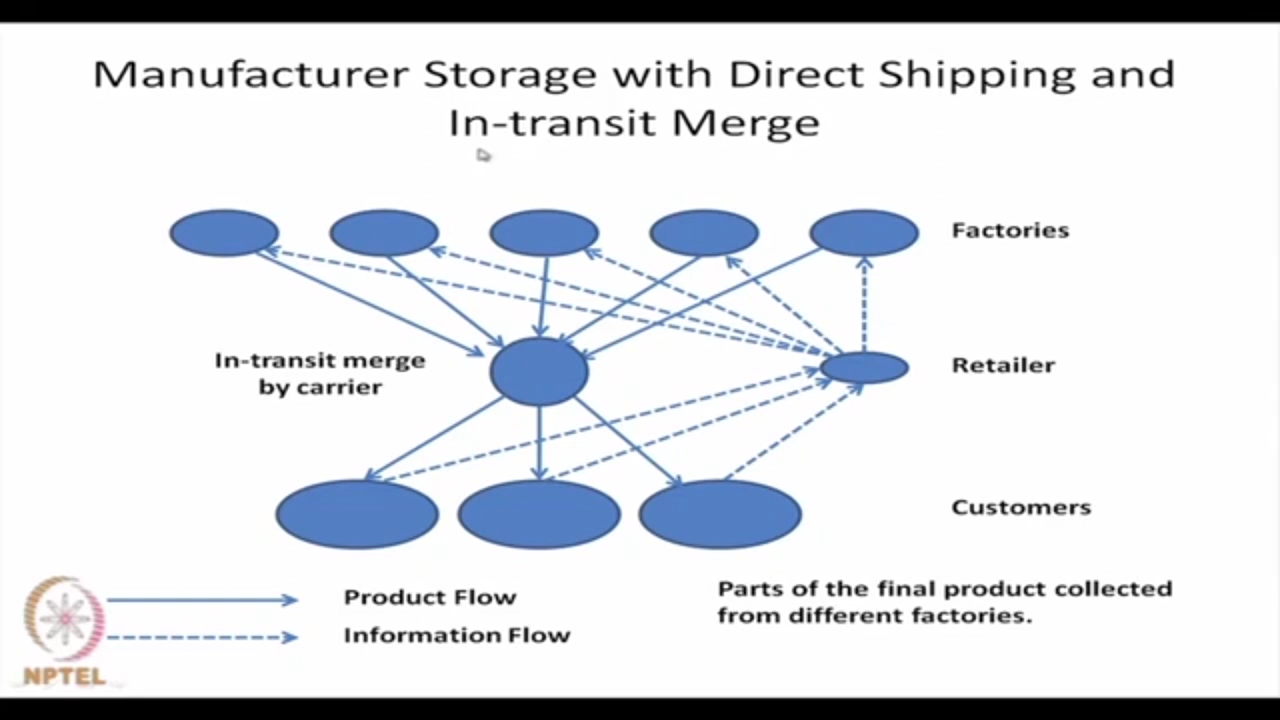 Manufacturer Storage with Direct Shipping and
In-transit Merge
Factories
In-transit merge
by carrier
Retailer
Customers
Product Flow
Information Flow
Parts of the final product collected
from different factories.
NPTEL